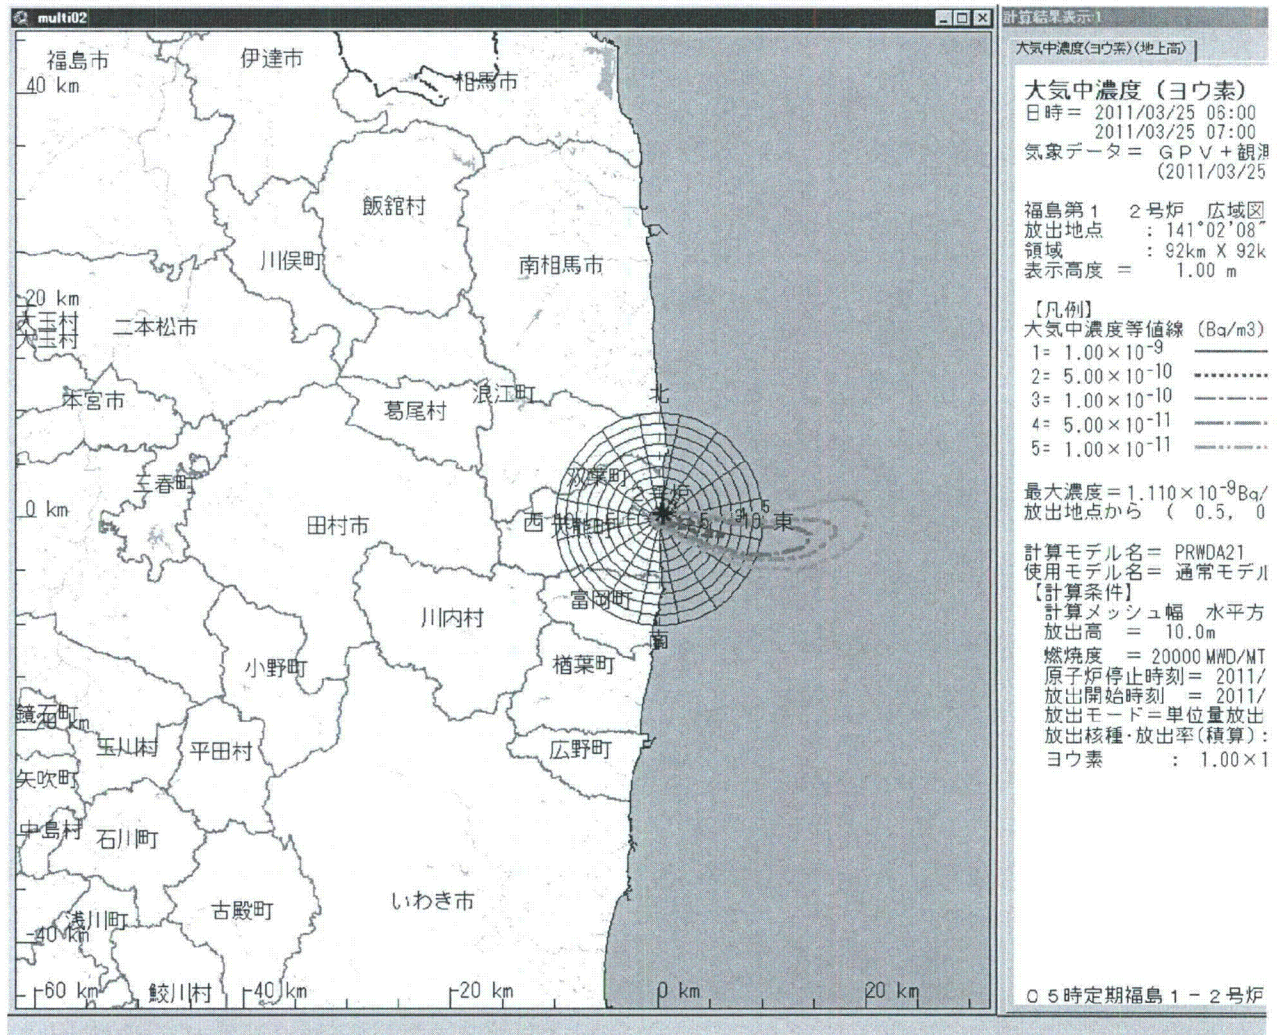 multi02
福島市
伊達市
相馬市
40 km
飯舘村
川俣町
南相馬市
20 km
大玉村
大玉村
二本松市
本宮市
葛尾村
浪江町
北
三春町
双葉町
0 km
田村市
西
東
5
10
富岡町
川内村
南
小野町
楢葉町
鏡石町
-20 km
玉川村
平田村
広野町
矢吹町
中島村
石川町
浅川町
古殿町
いわき市
-40 km
鮫川村
-60 km
-40 km
-20 km
0 km
20 km
計算結果表示:1
大気中濃度(ヨウ素)(地上高)
大気中濃度(ヨウ素)
日時= 2011/03/25 06:00
2011/03/25 07:00
気象データ= GPV+観測
(2011/03/25
福島第1 2号炉 広域図
放出地点 : 141°02'08"
領域 : 92km X 92k
表示高度 = 1.00 m
【凡例】
大気中濃度等値線 (Bq/m3)
1= 1.00×10-9
2= 5.00×10-10
3= 1.00×10-10
4= 5.00×10-11
5= 1.00×10-11
最大濃度=1.110×10-9Bq/
放出地点から ( 0.5, 0
計算モデル名= PRWDA21
使用モデル名= 通常モデル
【計算条件】
計算メッシュ幅 水平方
放出高 = 10.0m
燃焼度 = 20000MWD/MT
原子炉停止時刻= 2011/
放出開始時刻 = 2011/
放出モード=単位量放出
放出核種・放出率(積算):
ヨウ素 : 1.00×1
05時定期福島1-2号炉